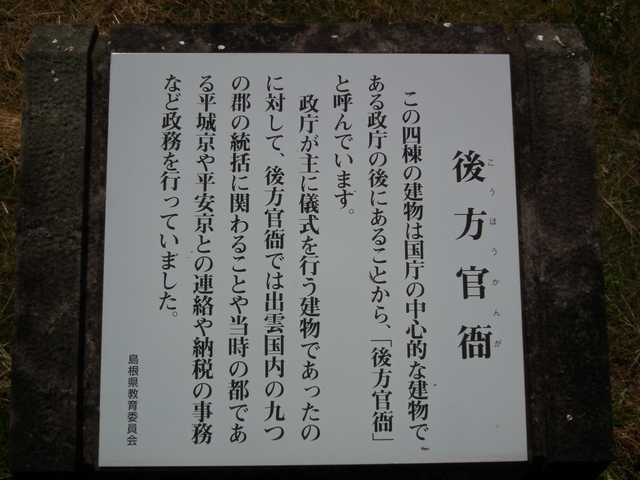 後方官衙
こうほうかんが
この四棟の建物は国庁の中心的な建物で
ある政庁の後にあることから、「後方官衙」
と呼んでいます。
政庁が主に儀式を行う建物であったの
に対して、後方官衙では出雲国内の九つ
の郡の統括に関わることや当時の都であ
る平城京や平安京との連絡や納税の事務
など政務を行っていました。
島根県教育委員会